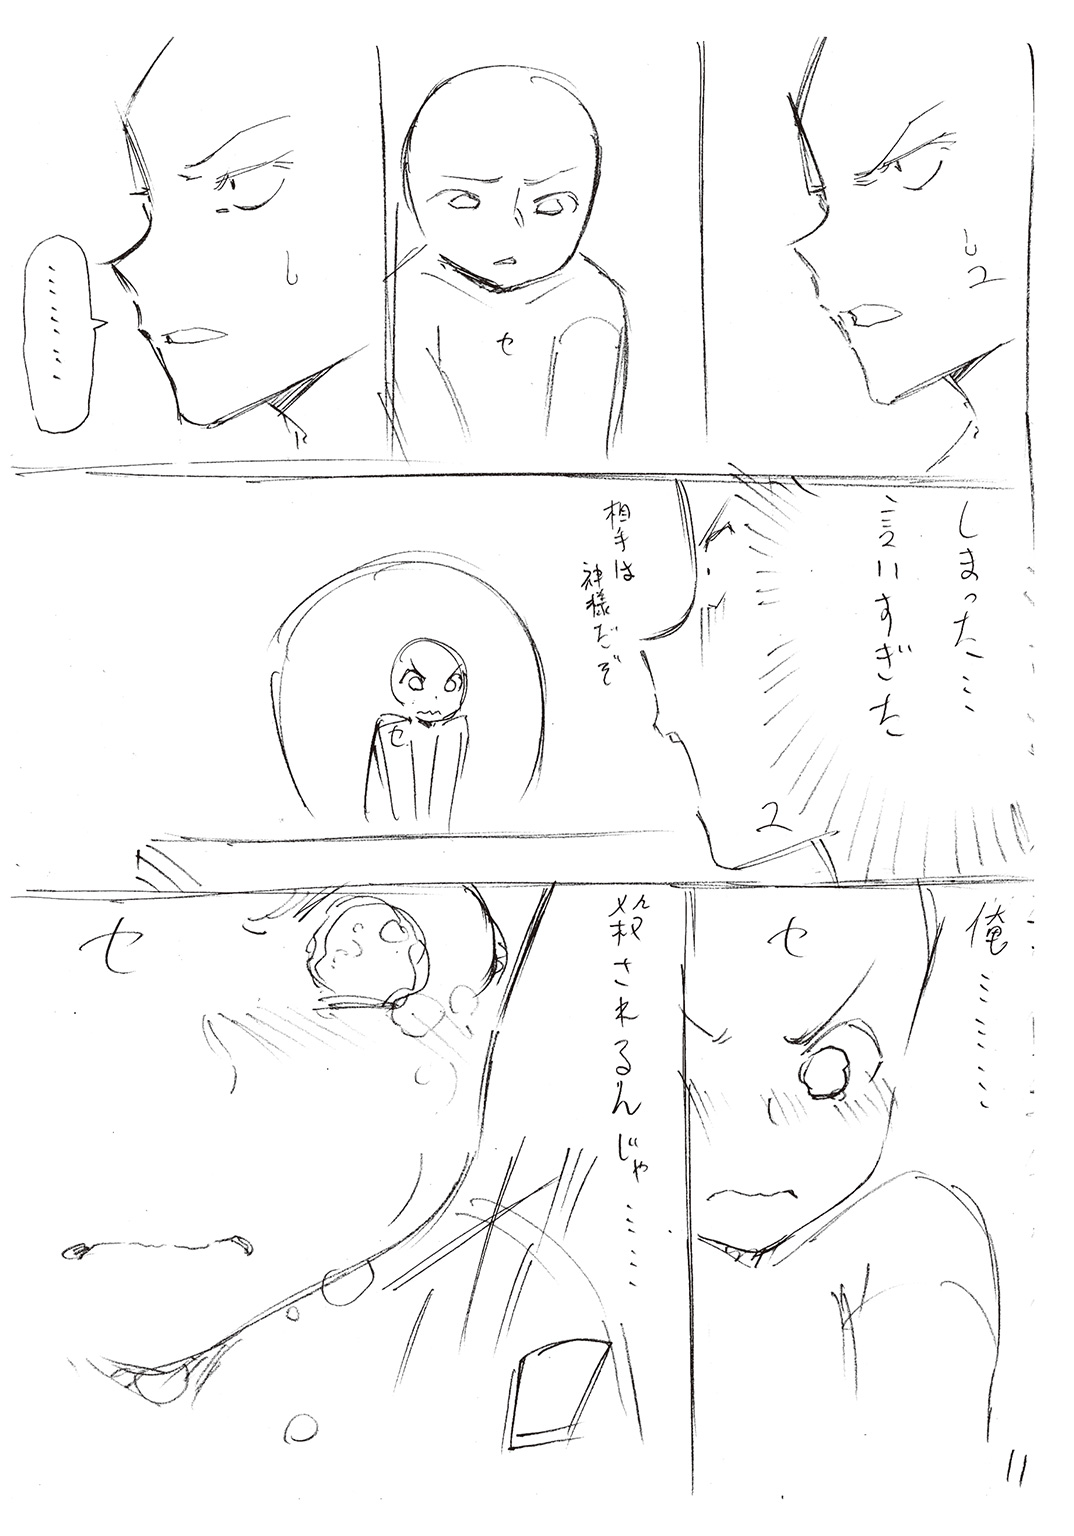 ユ
セ
………
しまった…
言いすぎた
ユ
相手は
神様だぞ
セ
俺……
セ
殺されるんじゃ……
セ
11